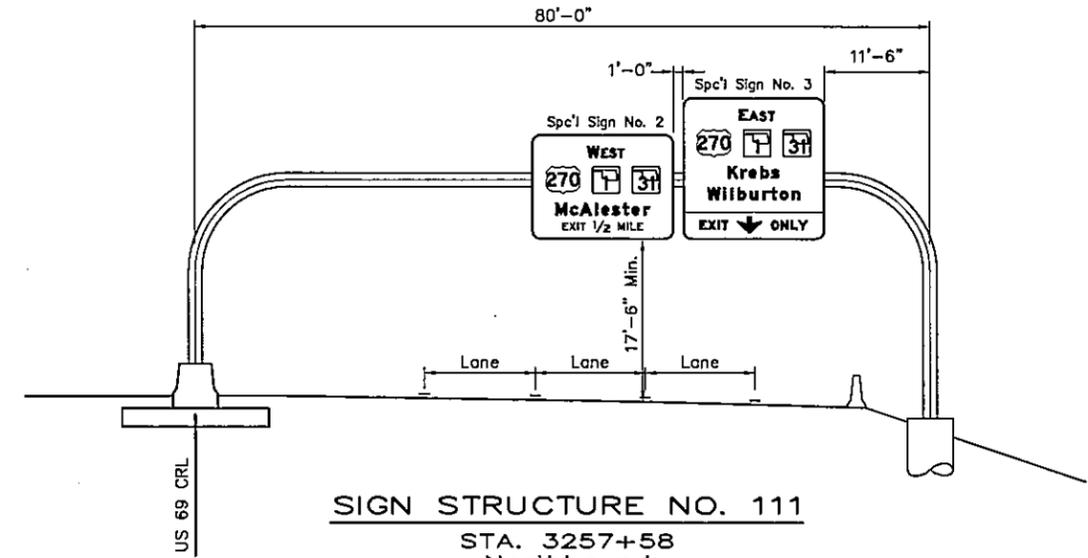 80'-0"
11'-6"
1'-0"
Spc'l Sign No. 3
Spc'l Sign No. 2
EAST
270 1 31
Krebs
Wilburton
EXIT ONLY
WEST
270 1 31
McAlester
EXIT 1/2 MILE
17'-6" Min.
Lane Lane Lane
US 69 CRL
SIGN STRUCTURE NO. 111
STA. 3257+58